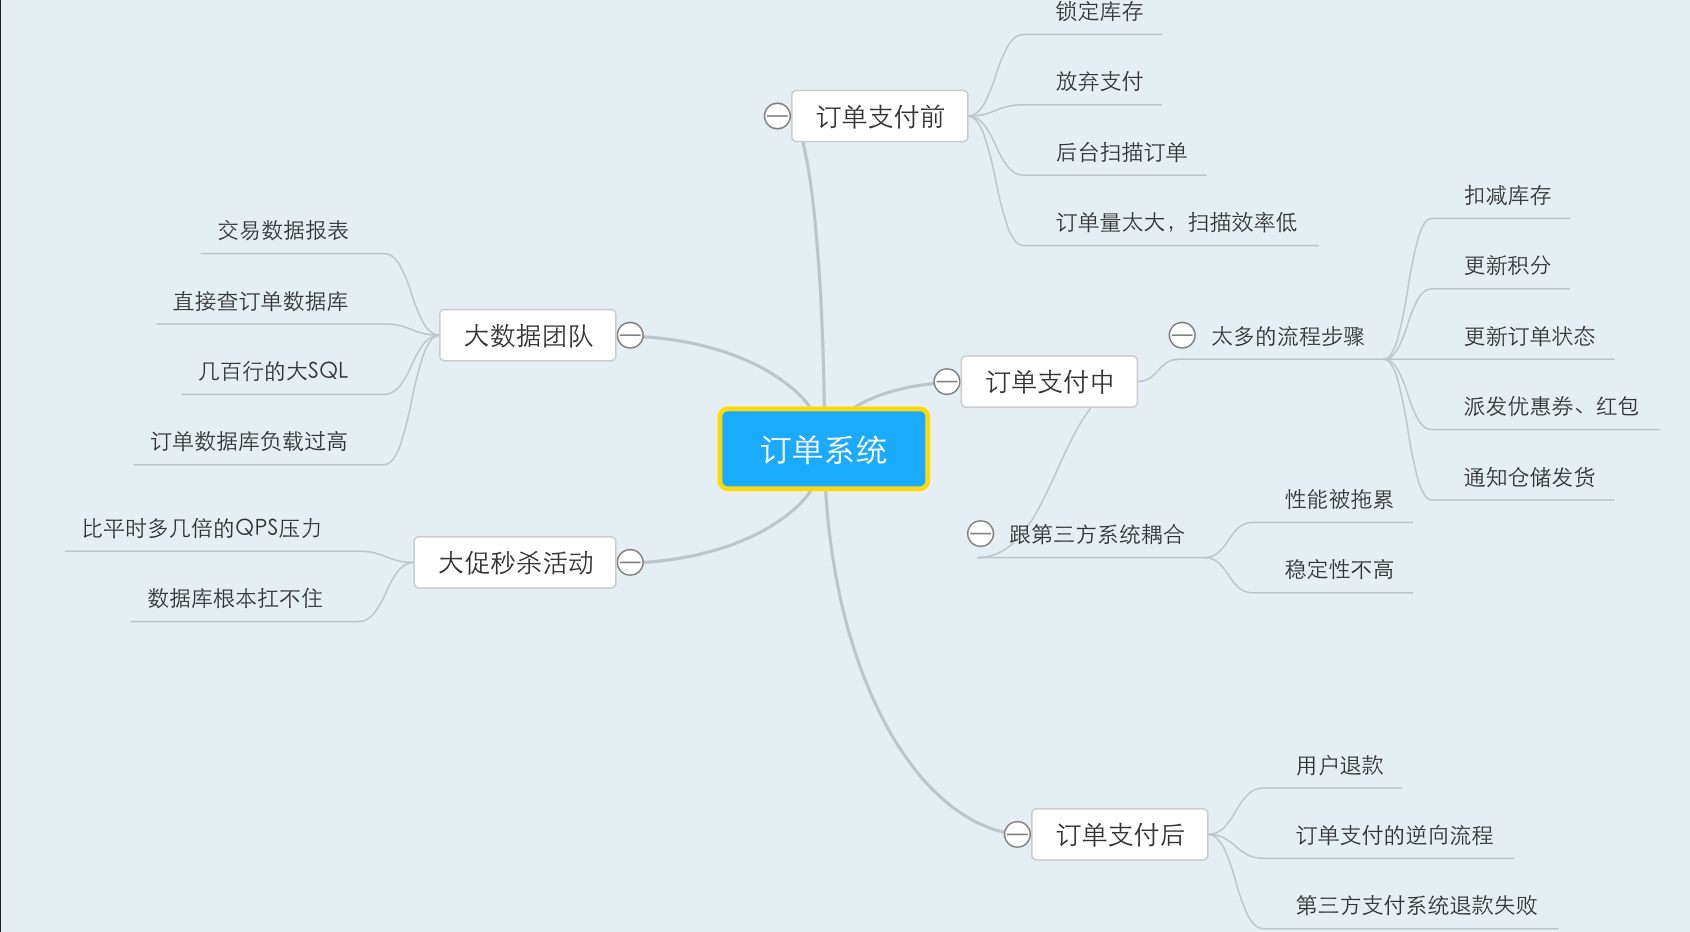 锁定库存
放弃支付
订单支付前
后台扫描订单
订单量太大，扫描效率低
扣减库存
更新积分
太多的流程步骤
更新订单状态
订单支付中
派发优惠券、红包
通知仓储发货
性能被拖累
跟第三方系统耦合
稳定性不高
用户退款
订单支付后
订单支付的逆向流程
第三方支付系统退款失败
订单系统
交易数据报表
直接查订单数据库
大数据团队
几百行的大SQL
订单数据库负载过高
比平时多几倍的QPS压力
大促秒杀活动
数据库根本扛不住